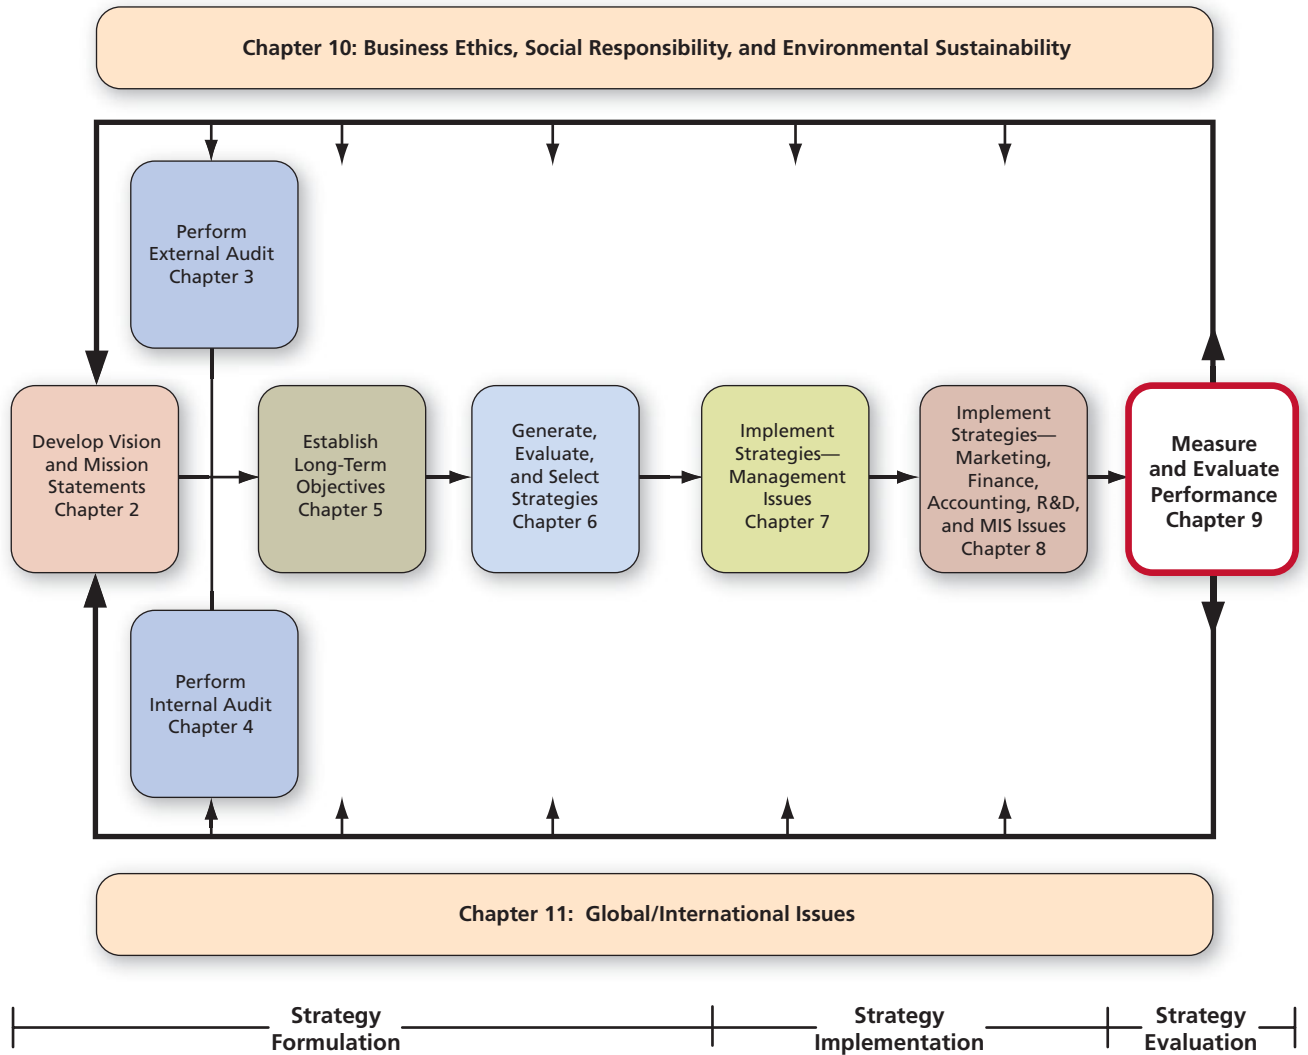 Chapter 10: Business Ethics, Social Responsibility, and Environmental Sustainability
Perform
External Audit
Chapter 3
Develop Vision
and Mission
Statements
Chapter 2
Establish
Long-Term
Objectives
Chapter 5
Generate,
Evaluate,
and Select
Strategies
Chapter 6
Implement
Strategies—
Management
Issues
Chapter 7
Implement
Strategies—
Marketing,
Finance,
Accounting, R&D,
and MIS Issues
Chapter 8
Measure
and Evaluate
Performance
Chapter 9
Perform
Internal Audit
Chapter 4
Chapter 11: Global/International Issues
Strategy
Formulation
Strategy
Implementation
Strategy
Evaluation